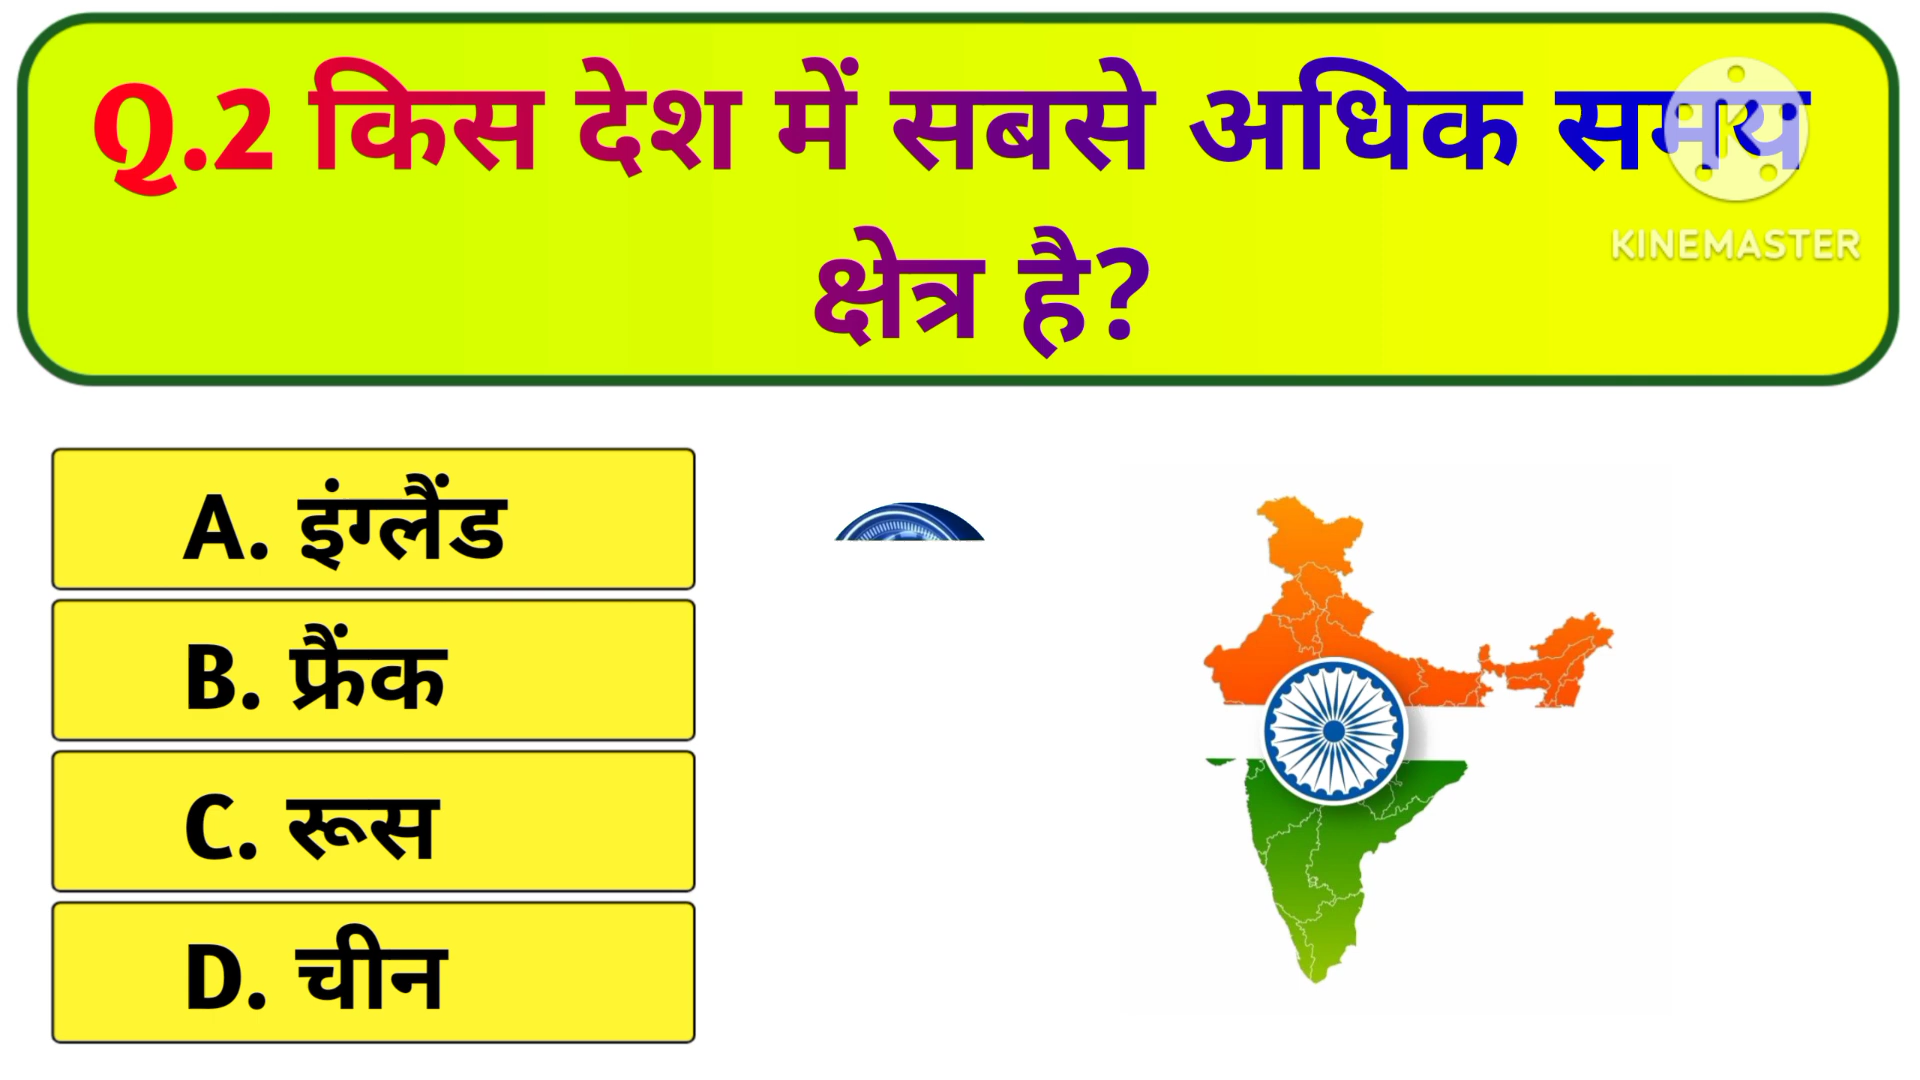 Q.2 किस देश में सबसे अधिक समय
क्षेत्र है?
KINEMASTER
A. इंग्लैंड
B. फ्रैंक
C. रूस
D. चीन